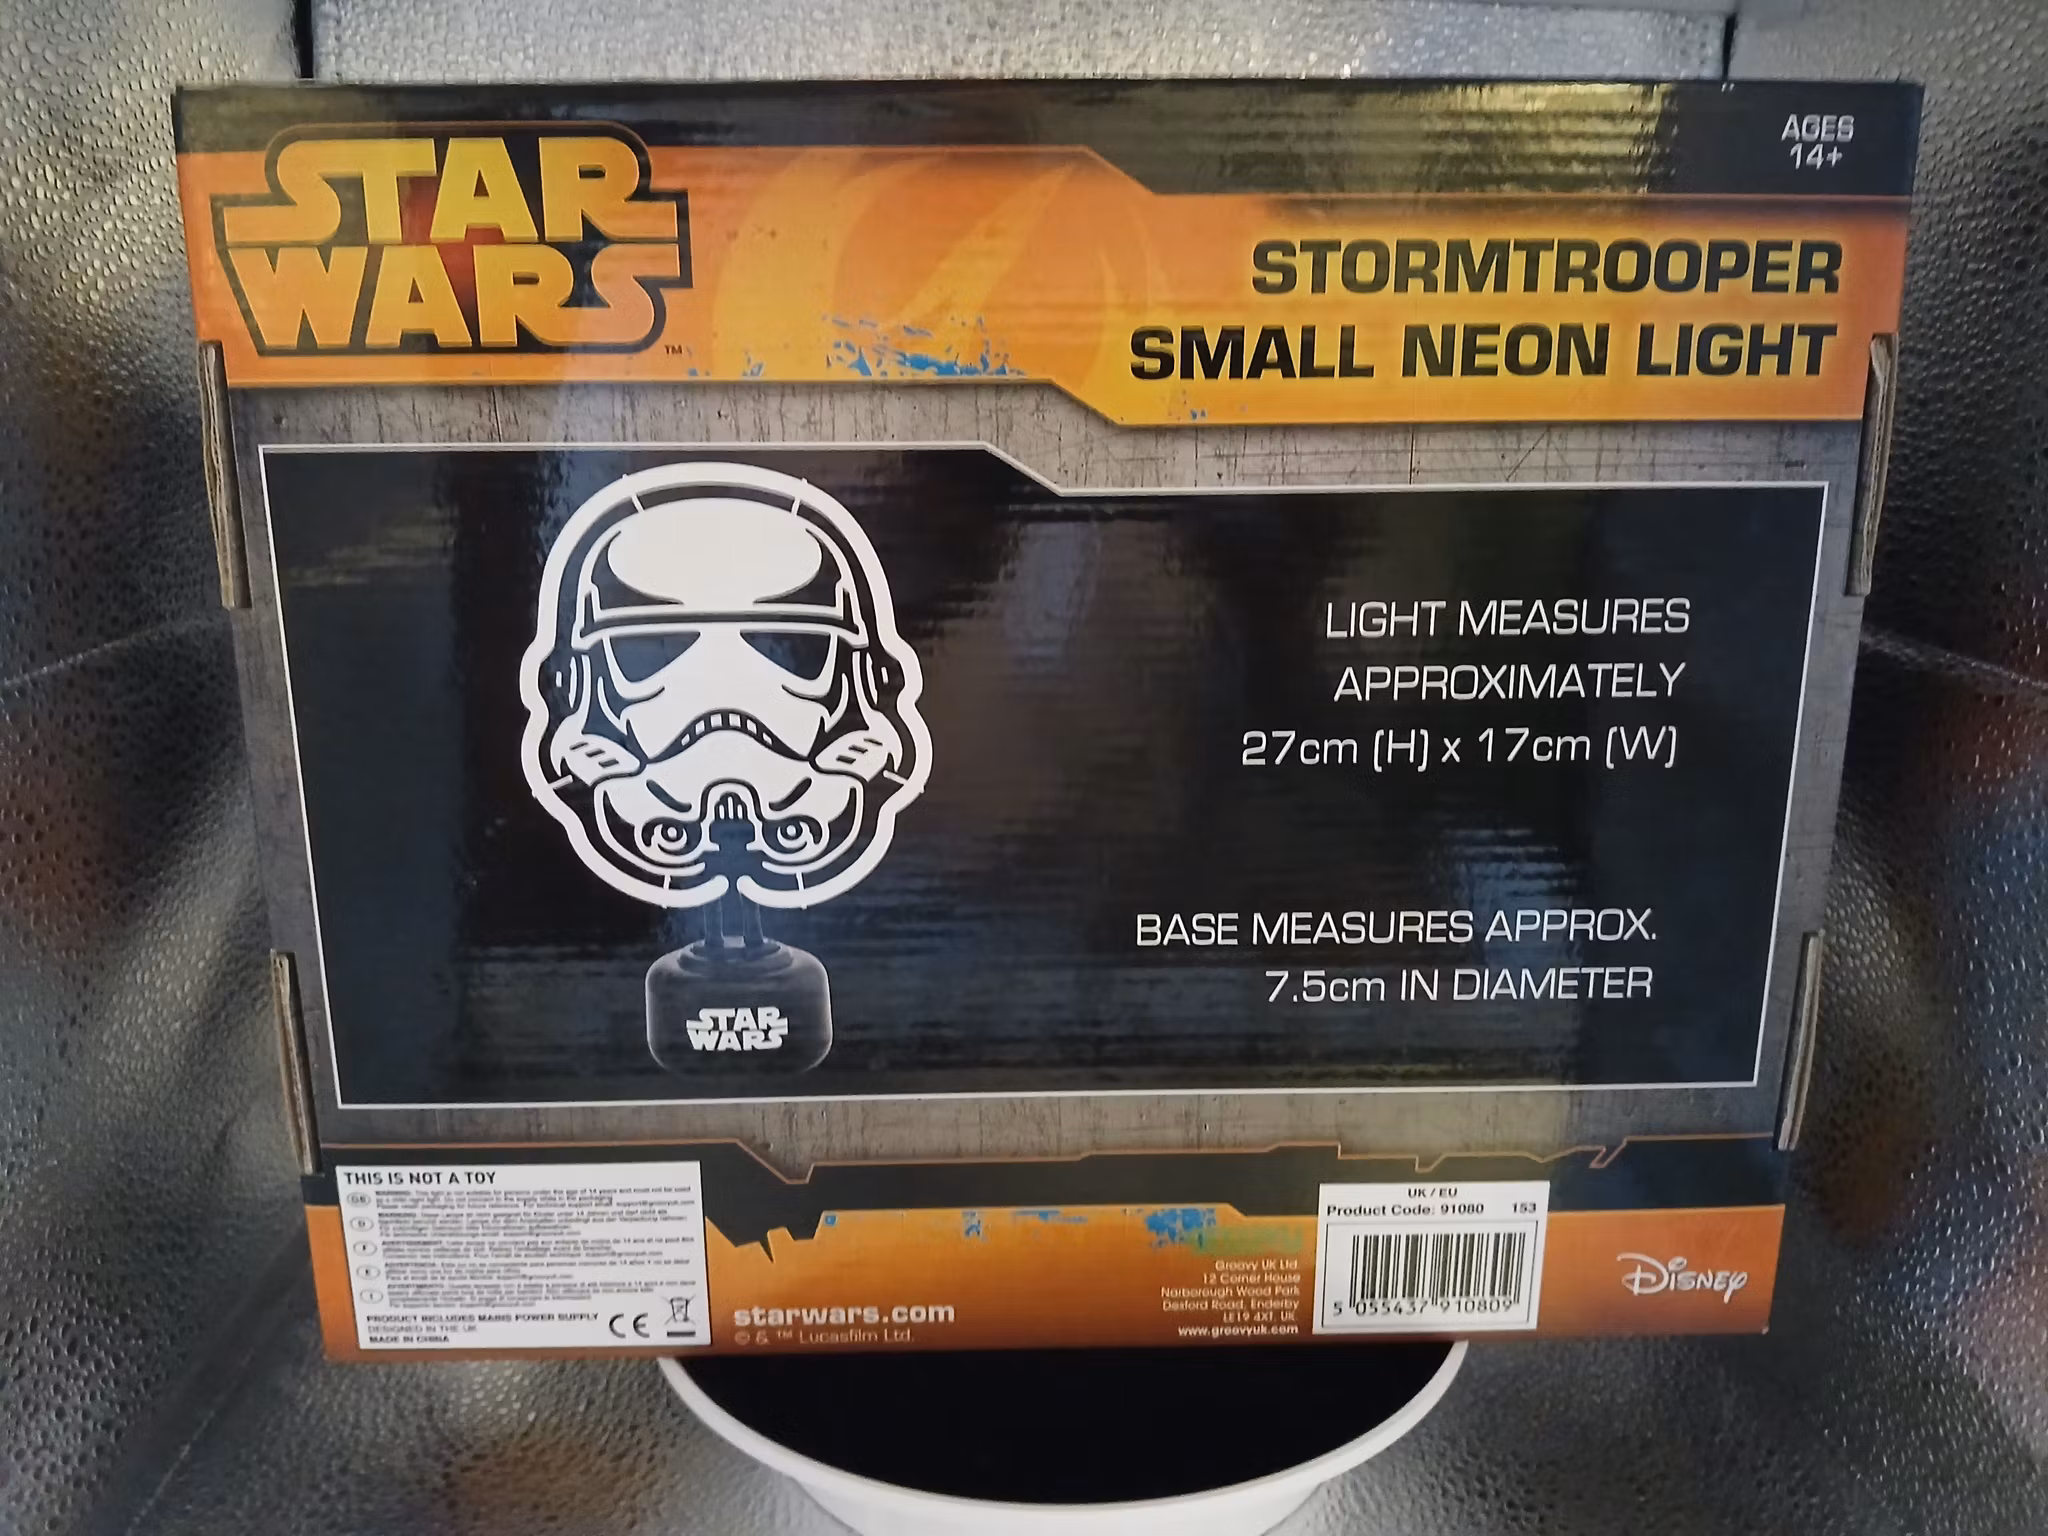 STAR
WARS
TM
AGES
14+
STORMTROOPER
SMALL NEON LIGHT
LIGHT MEASURES
APPROXIMATELY
27cm (H) x 17cm (W)
BASE MEASURES APPROX.
7.5cm IN DIAMETER
STAR
WARS
THIS IS NOT A TOY
PRODUCT INCLUDES MAINS POWER SUPPLY
DESIGNED IN THE UK
MADE IN CHINA
CE
starwars.com
© & ™ Lucasfilm Ltd.
Groovy UK Ltd.
12 Corner House
Narborough Wood Park
Desford Road, Enderby
LE19 4XT, UK.
www.groovyuk.com
UK / EU
Product Code: 91080 153
5 055437 910809
Disney